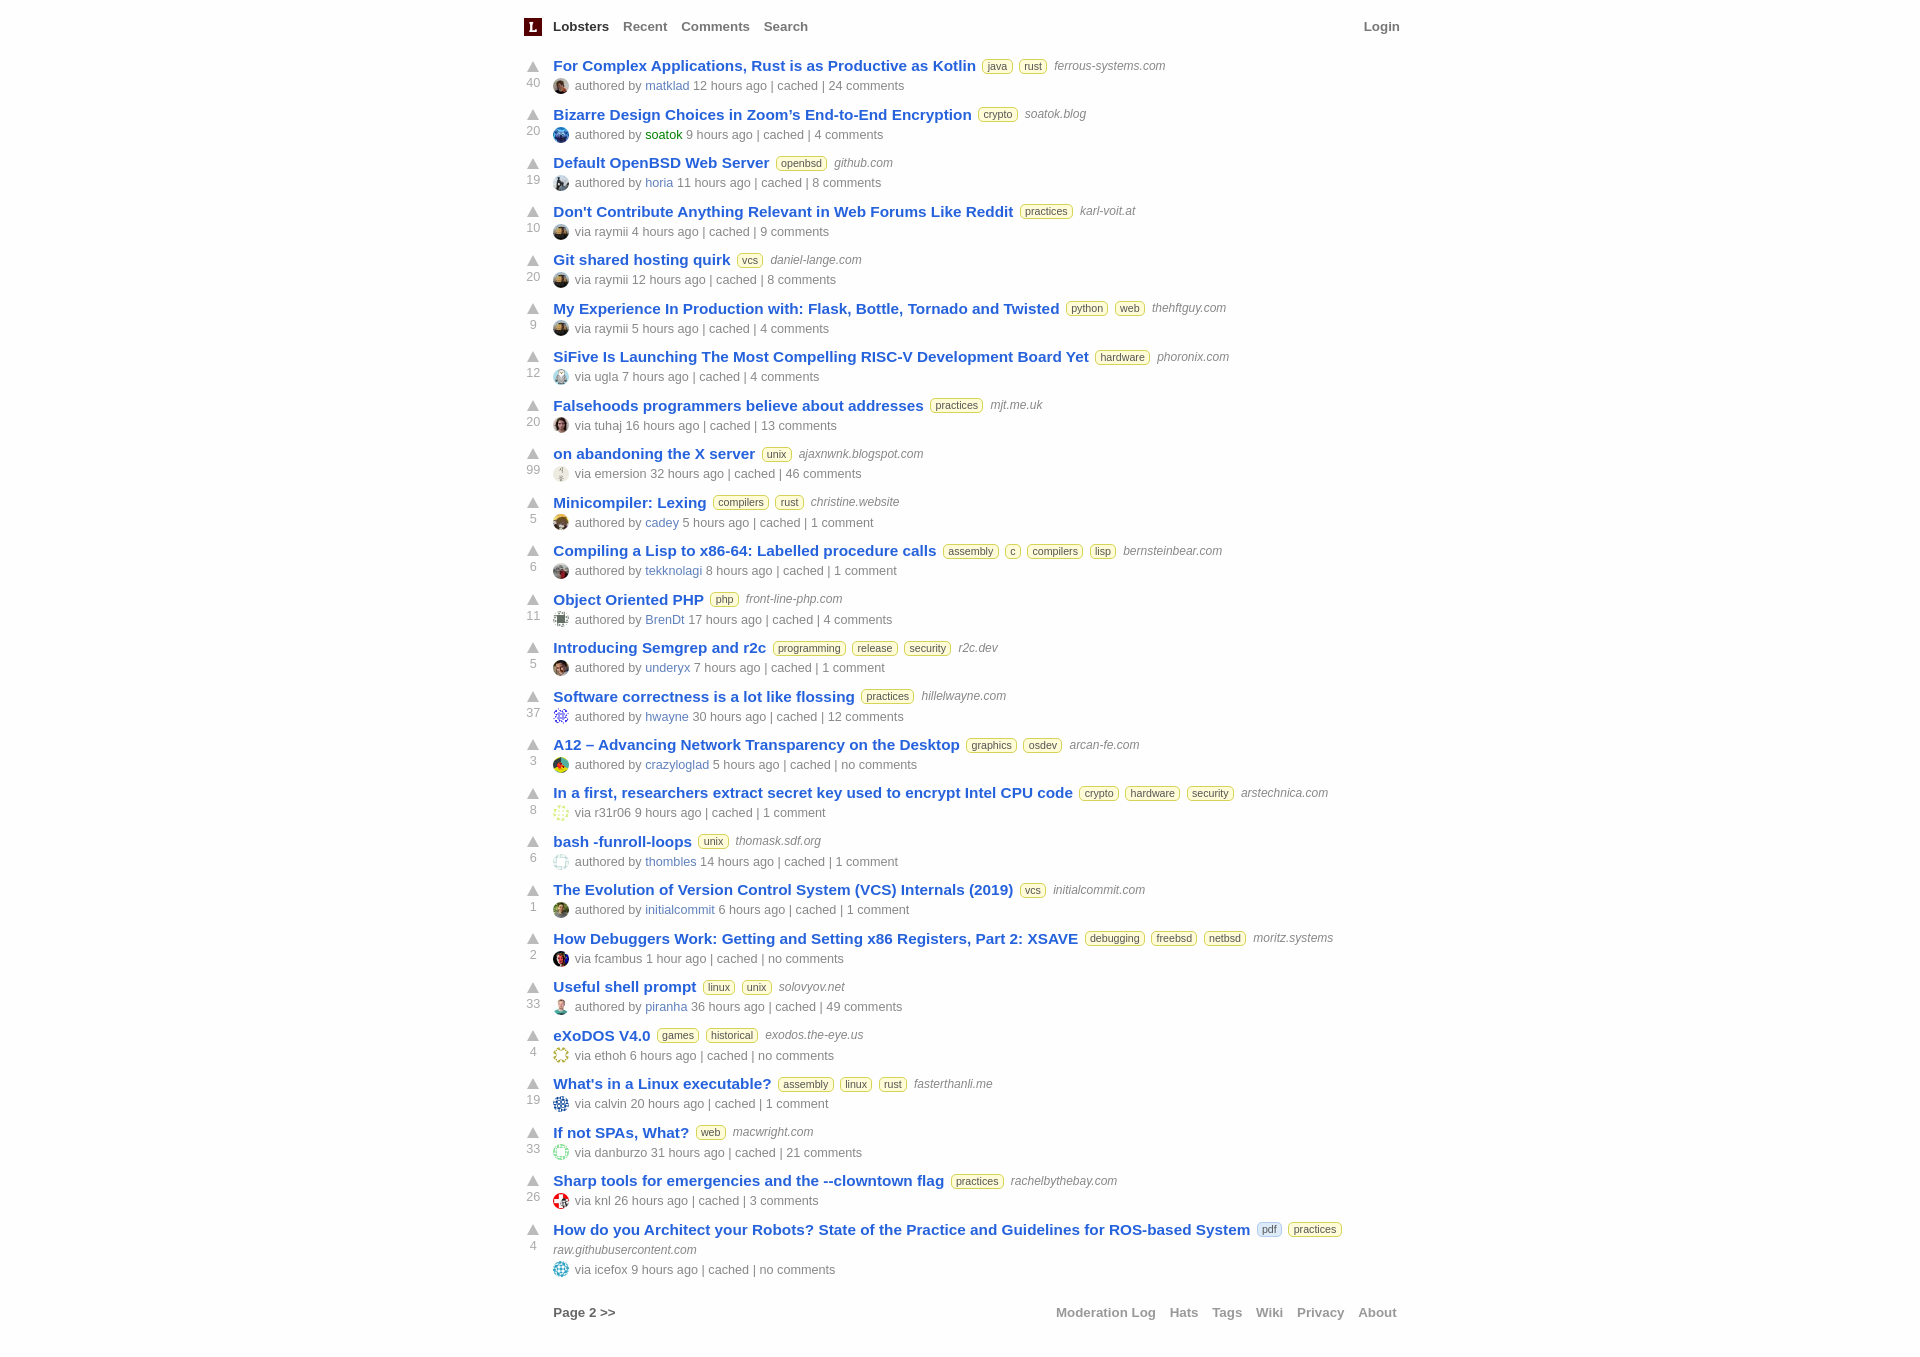 L Lobsters Recent Comments Search Login
For Complex Applications, Rust is as Productive as Kotlin java rust ferrous-systems.com
40 authored by matklad 12 hours ago | cached | 24 comments
Bizarre Design Choices in Zoom’s End-to-End Encryption crypto soatok.blog
20 authored by soatok 9 hours ago | cached | 4 comments
Default OpenBSD Web Server openbsd github.com
19 authored by horia 11 hours ago | cached | 8 comments
Don't Contribute Anything Relevant in Web Forums Like Reddit practices karl-voit.at
10 via raymii 4 hours ago | cached | 9 comments
Git shared hosting quirk vcs daniel-lange.com
20 via raymii 12 hours ago | cached | 8 comments
My Experience In Production with: Flask, Bottle, Tornado and Twisted python web thehftguy.com
9 via raymii 5 hours ago | cached | 4 comments
SiFive Is Launching The Most Compelling RISC-V Development Board Yet hardware phoronix.com
12 via ugla 7 hours ago | cached | 4 comments
Falsehoods programmers believe about addresses practices mjt.me.uk
20 via tuhaj 16 hours ago | cached | 13 comments
on abandoning the X server unix ajaxnwnk.blogspot.com
99 via emersion 32 hours ago | cached | 46 comments
Minicompiler: Lexing compilers rust christine.website
5 authored by cadey 5 hours ago | cached | 1 comment
Compiling a Lisp to x86-64: Labelled procedure calls assembly c compilers lisp bernsteinbear.com
6 authored by tekknolagi 8 hours ago | cached | 1 comment
Object Oriented PHP php front-line-php.com
11 authored by BrenDt 17 hours ago | cached | 4 comments
Introducing Semgrep and r2c programming release security r2c.dev
5 authored by underyx 7 hours ago | cached | 1 comment
Software correctness is a lot like flossing practices hillelwayne.com
37 authored by hwayne 30 hours ago | cached | 12 comments
A12 – Advancing Network Transparency on the Desktop graphics osdev arcan-fe.com
3 authored by crazyloglad 5 hours ago | cached | no comments
In a first, researchers extract secret key used to encrypt Intel CPU code crypto hardware security arstechnica.com
8 via r31r06 9 hours ago | cached | 1 comment
bash -funroll-loops unix thomask.sdf.org
6 authored by thombles 14 hours ago | cached | 1 comment
The Evolution of Version Control System (VCS) Internals (2019) vcs initialcommit.com
1 authored by initialcommit 6 hours ago | cached | 1 comment
How Debuggers Work: Getting and Setting x86 Registers, Part 2: XSAVE debugging freebsd netbsd moritz.systems
2 via fcambus 1 hour ago | cached | no comments
Useful shell prompt linux unix solovyov.net
33 authored by piranha 36 hours ago | cached | 49 comments
eXoDOS V4.0 games historical exodos.the-eye.us
4 via ethoh 6 hours ago | cached | no comments
What's in a Linux executable? assembly linux rust fasterthanli.me
19 via calvin 20 hours ago | cached | 1 comment
If not SPAs, What? web macwright.com
33 via danburzo 31 hours ago | cached | 21 comments
Sharp tools for emergencies and the --clowntown flag practices rachelbythebay.com
26 via knl 26 hours ago | cached | 3 comments
How do you Architect your Robots? State of the Practice and Guidelines for ROS-based System pdf practices
4 raw.githubusercontent.com
via icefox 9 hours ago | cached | no comments
Page 2 >> Moderation Log Hats Tags Wiki Privacy About